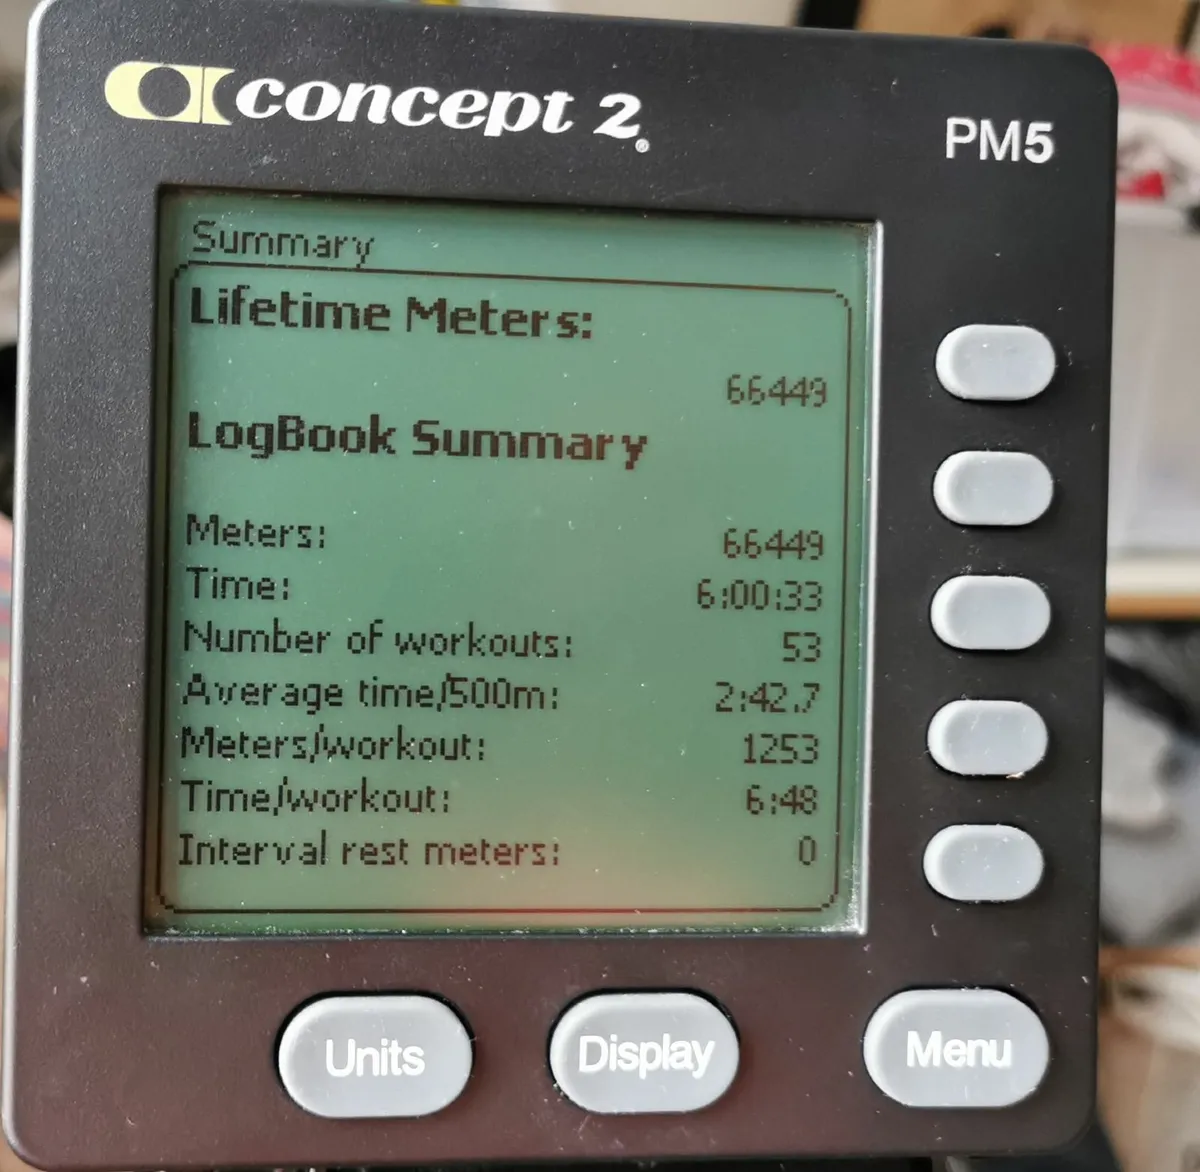 concept 2®
PM5
Summary
Lifetime Meters:
66449
LogBook Summary
Meters: 66449
Time: 6:00:33
Number of workouts: 53
Average time/500m: 2:42.7
Meters/workout: 1253
Time/workout: 6:48
Interval rest meters: 0
Units Display Menu